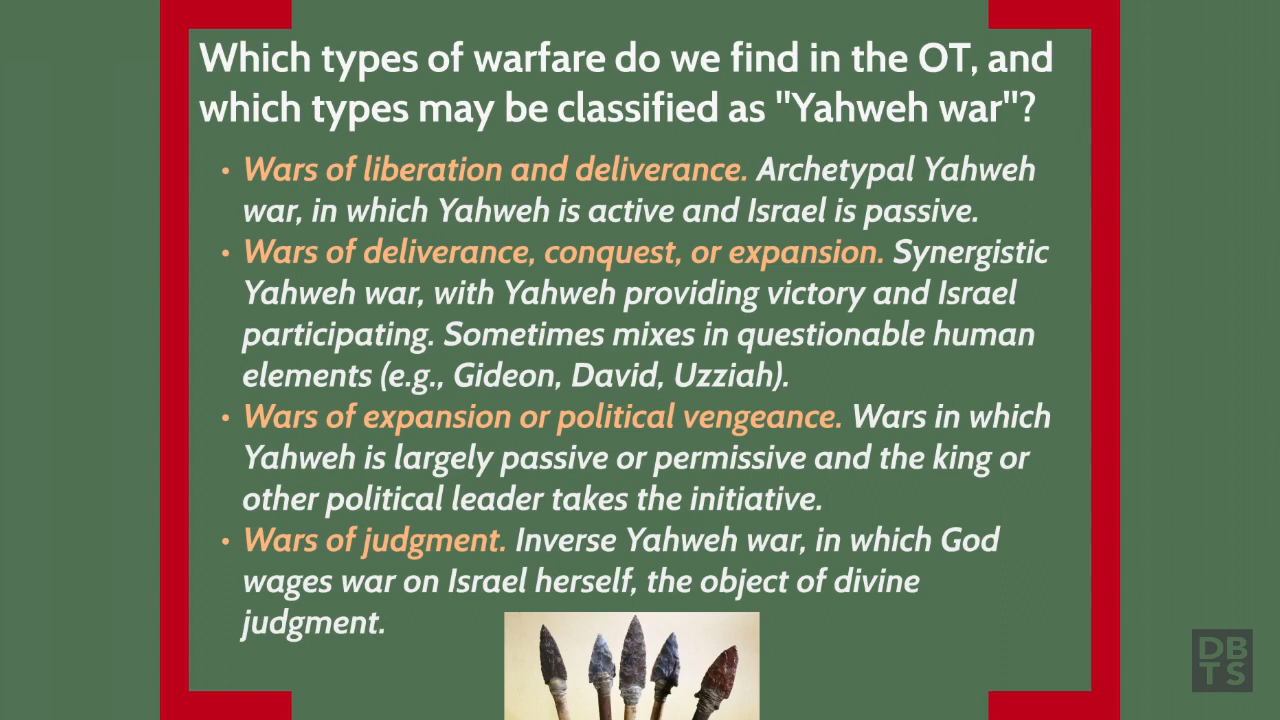 Which types of warfare do we find in the OT, and
which types may be classified as "Yahweh war"?
• Wars of liberation and deliverance. Archetypal Yahweh
war, in which Yahweh is active and Israel is passive.
• Wars of deliverance, conquest, or expansion. Synergistic
Yahweh war, with Yahweh providing victory and Israel
participating. Sometimes mixes in questionable human
elements (e.g., Gideon, David, Uzziah).
• Wars of expansion or political vengeance. Wars in which
Yahweh is largely passive or permissive and the king or
other political leader takes the initiative.
• Wars of judgment. Inverse Yahweh war, in which God
wages war on Israel herself, the object of divine
judgment.
DB
TS